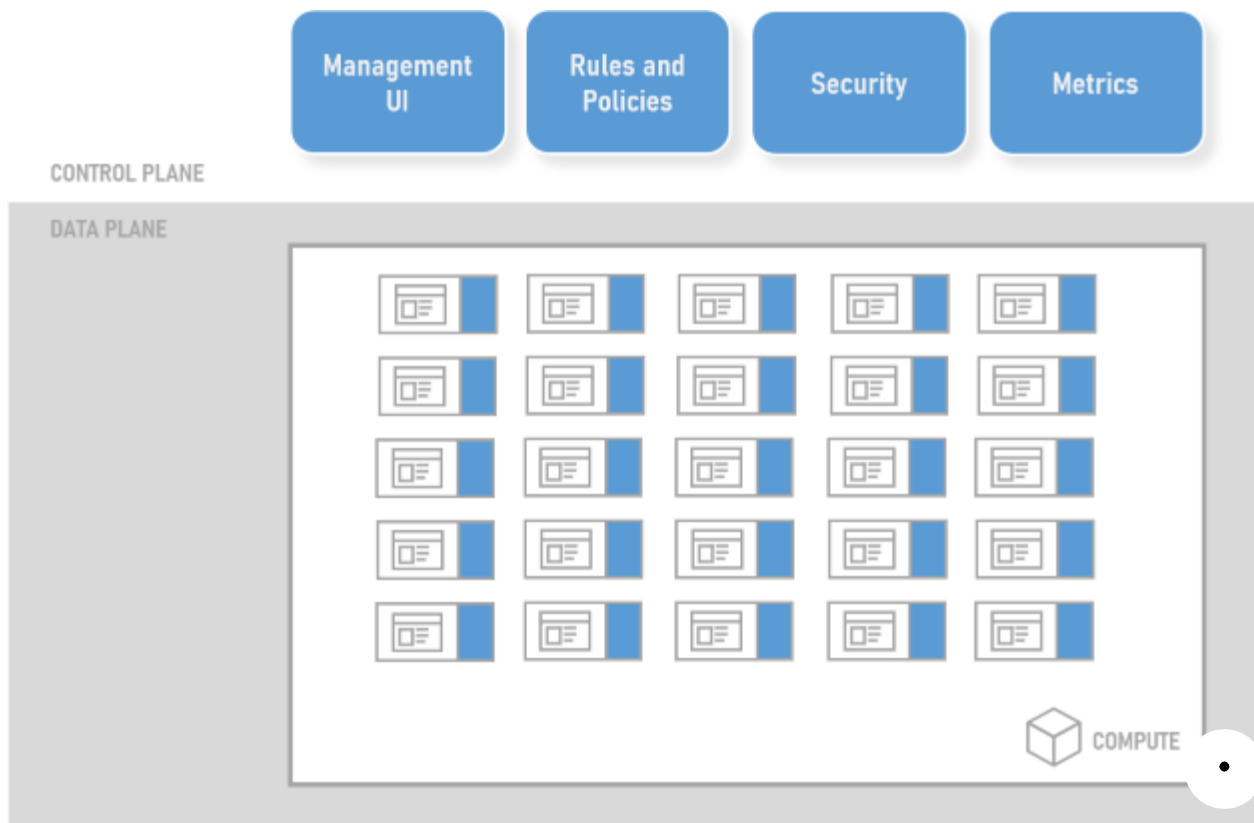 Management
UI
Rules and
Policies
Security
Metrics
CONTROL PLANE
DATA PLANE
COMPUTE